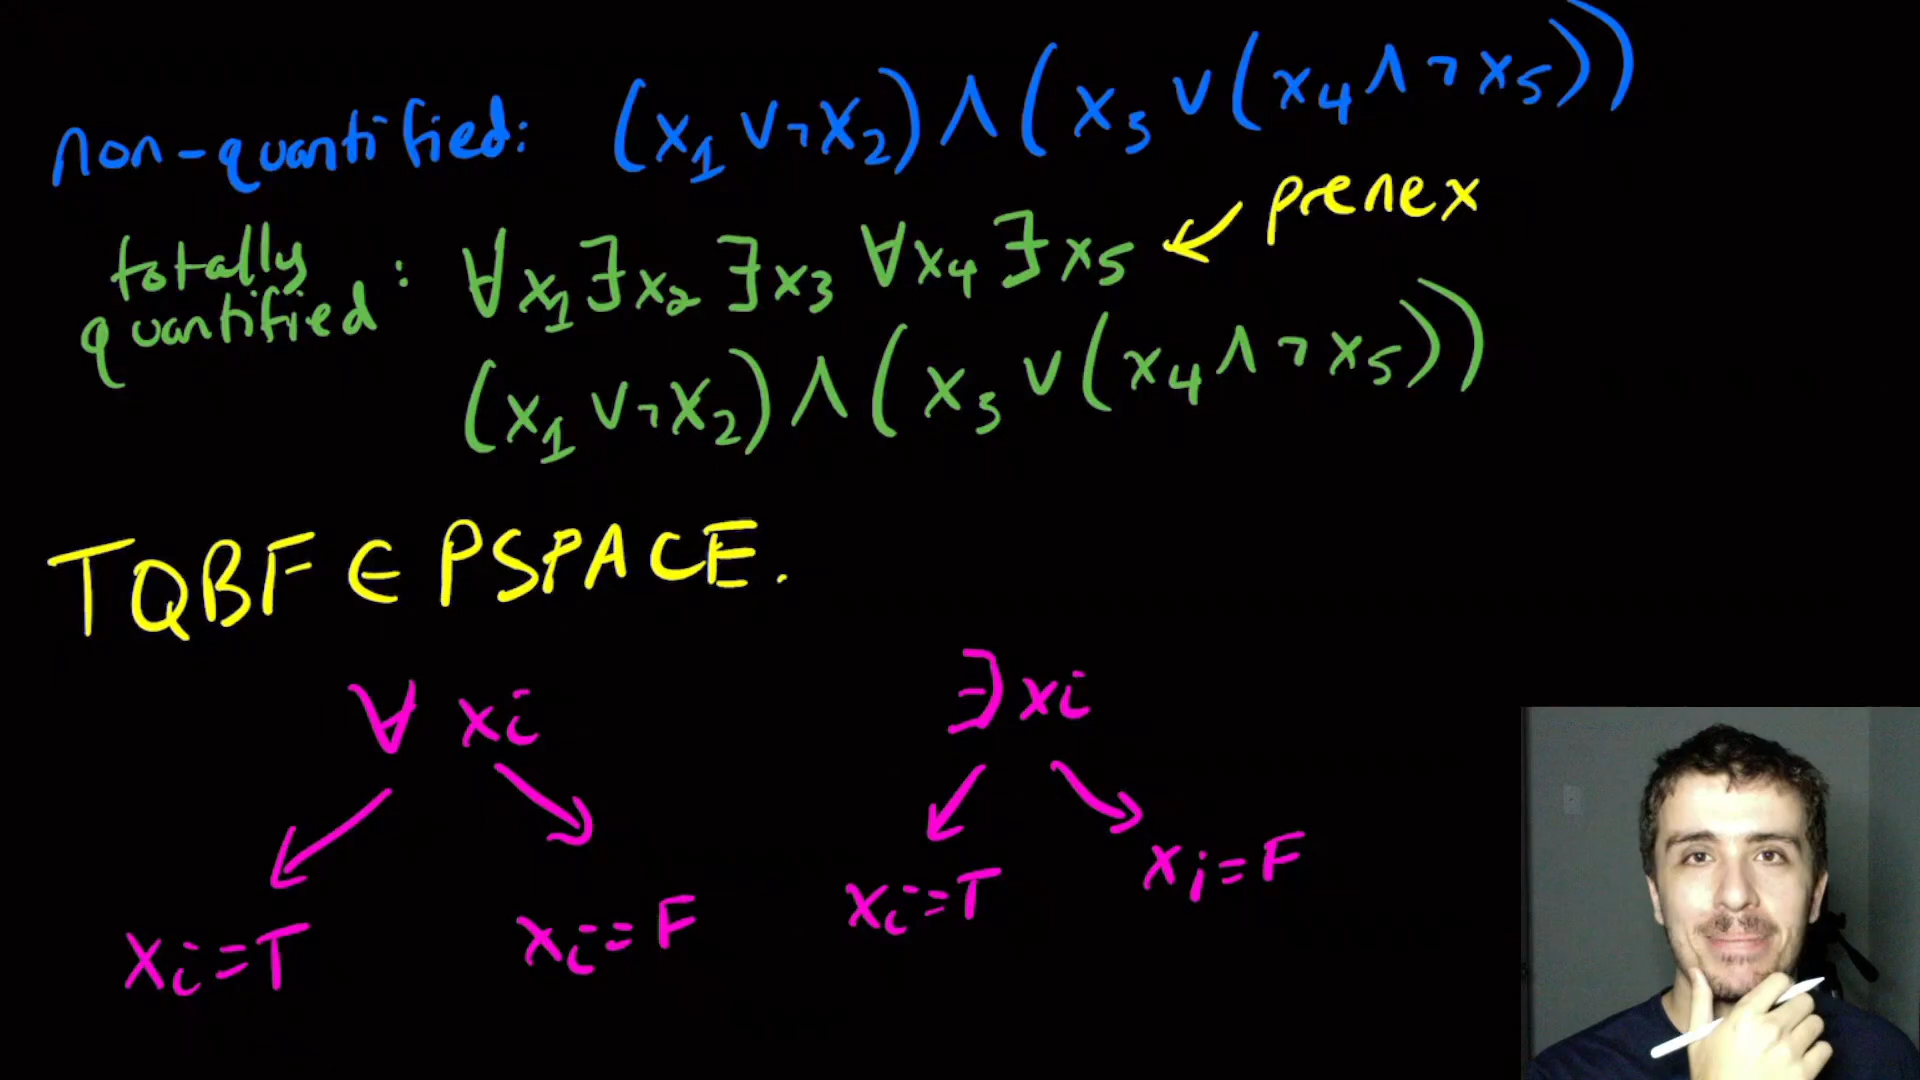 non-quantified: (x₁ ∨ ¬x₂) ∧ (x₃ ∨ (x₄ ∧ ¬x₅))
prenex
totally quantified: ∀x₁ ∃x₂ ∃x₃ ∀x₄ ∃x₅
(x₁ ∨ ¬x₂) ∧ (x₃ ∨ (x₄ ∧ ¬x₅))
TQBF ∈ PSPACE.
∀ xᵢ
xᵢ=T xᵢ=F
∃ xᵢ
xᵢ=T xᵢ=F